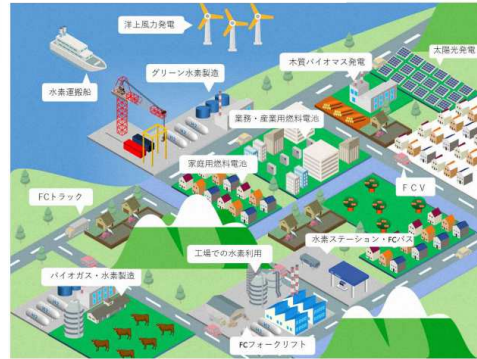 洋上風力発電
太陽光発電
木質バイオマス発電
グリーン水素製造
水素運搬船
業務・産業用燃料電池
家庭用燃料電池
FCV
FCトラック
水素ステーション・FCバス
工場での水素利用
バイオガス・水素製造
FCフォークリフト